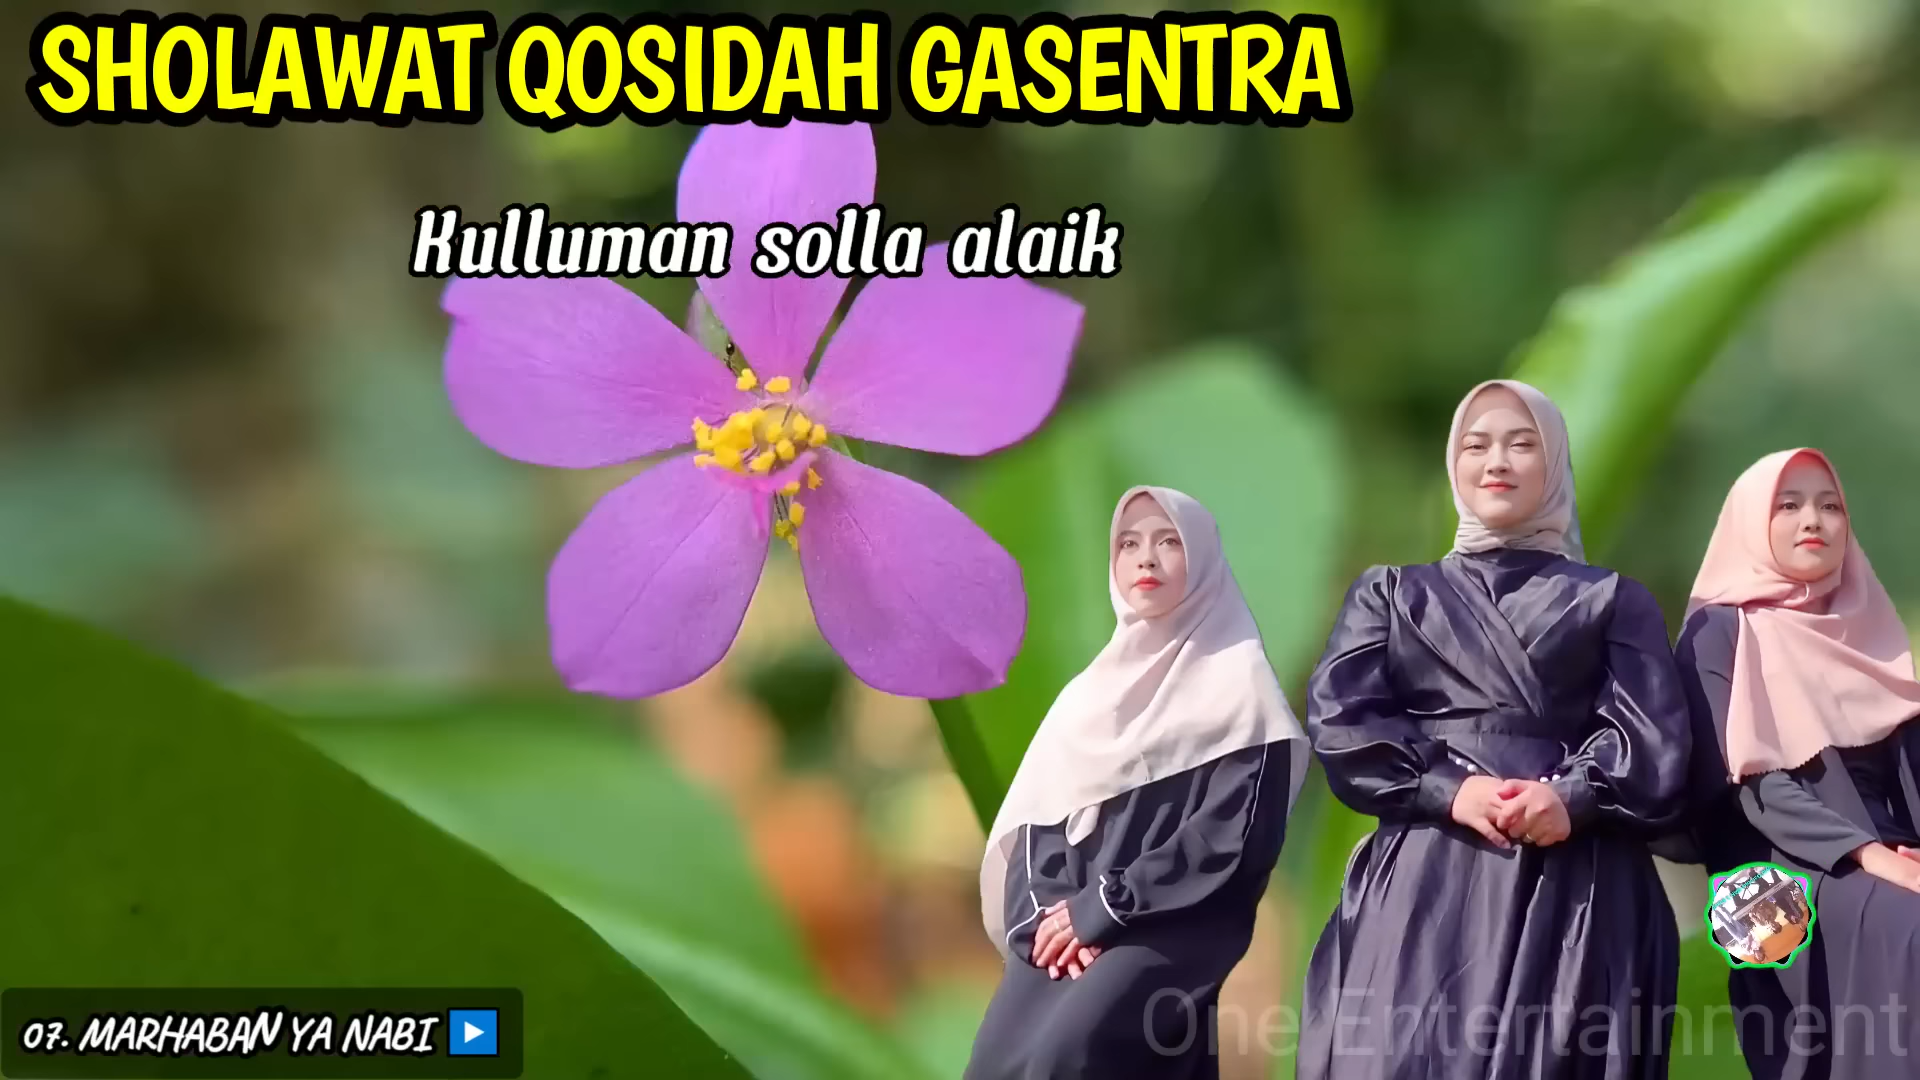 SHOLAWAT QOSIDAH GASENTRA
Kulluman solla alaik
07. MARHABAN YA NABI
One Entertainment